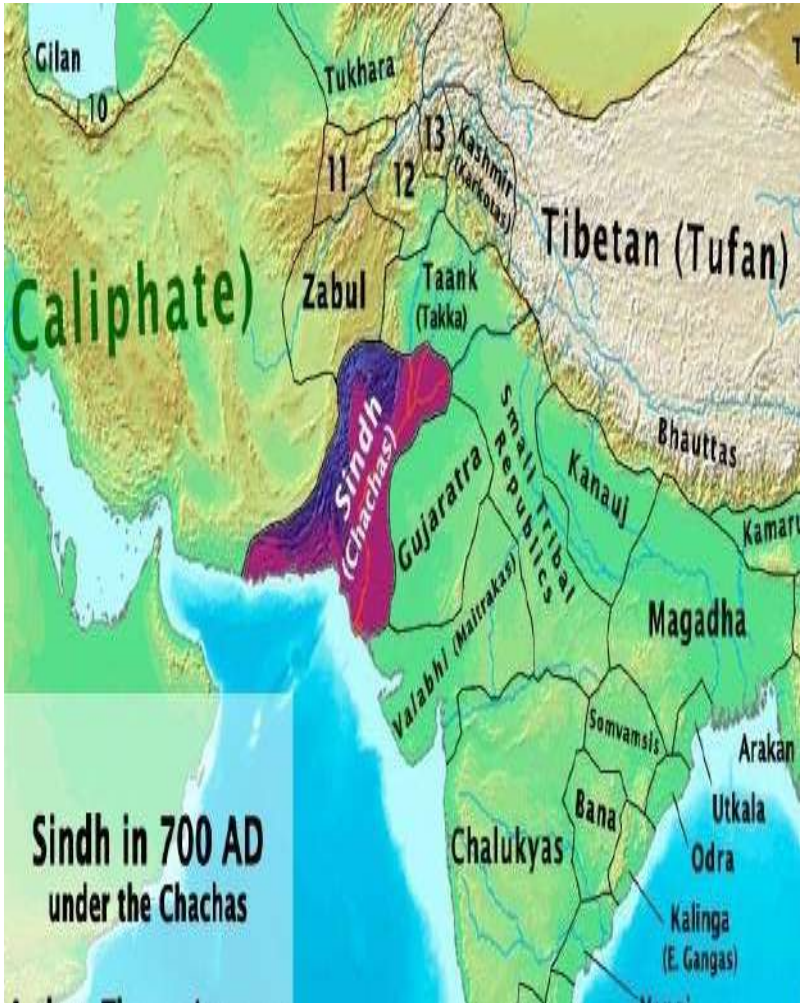 Gilan
10
Tukhara
11
12
13
Kashmir
(Karkotas)
Tibetan (Tufan)
Caliphate)
Zabul
Taank
(Takka)
Sindh
(Chachas)
Gujaratra
Small Tribal
Republics
Kanauj
Bhauttas
Magadha
Valabhi (Maitrakas)
Somvamsis
Arakan
Utkala
Bana
Odra
Chalukyas
Kalinga
(E. Gangas)
Sindh in 700 AD
under the Chachas